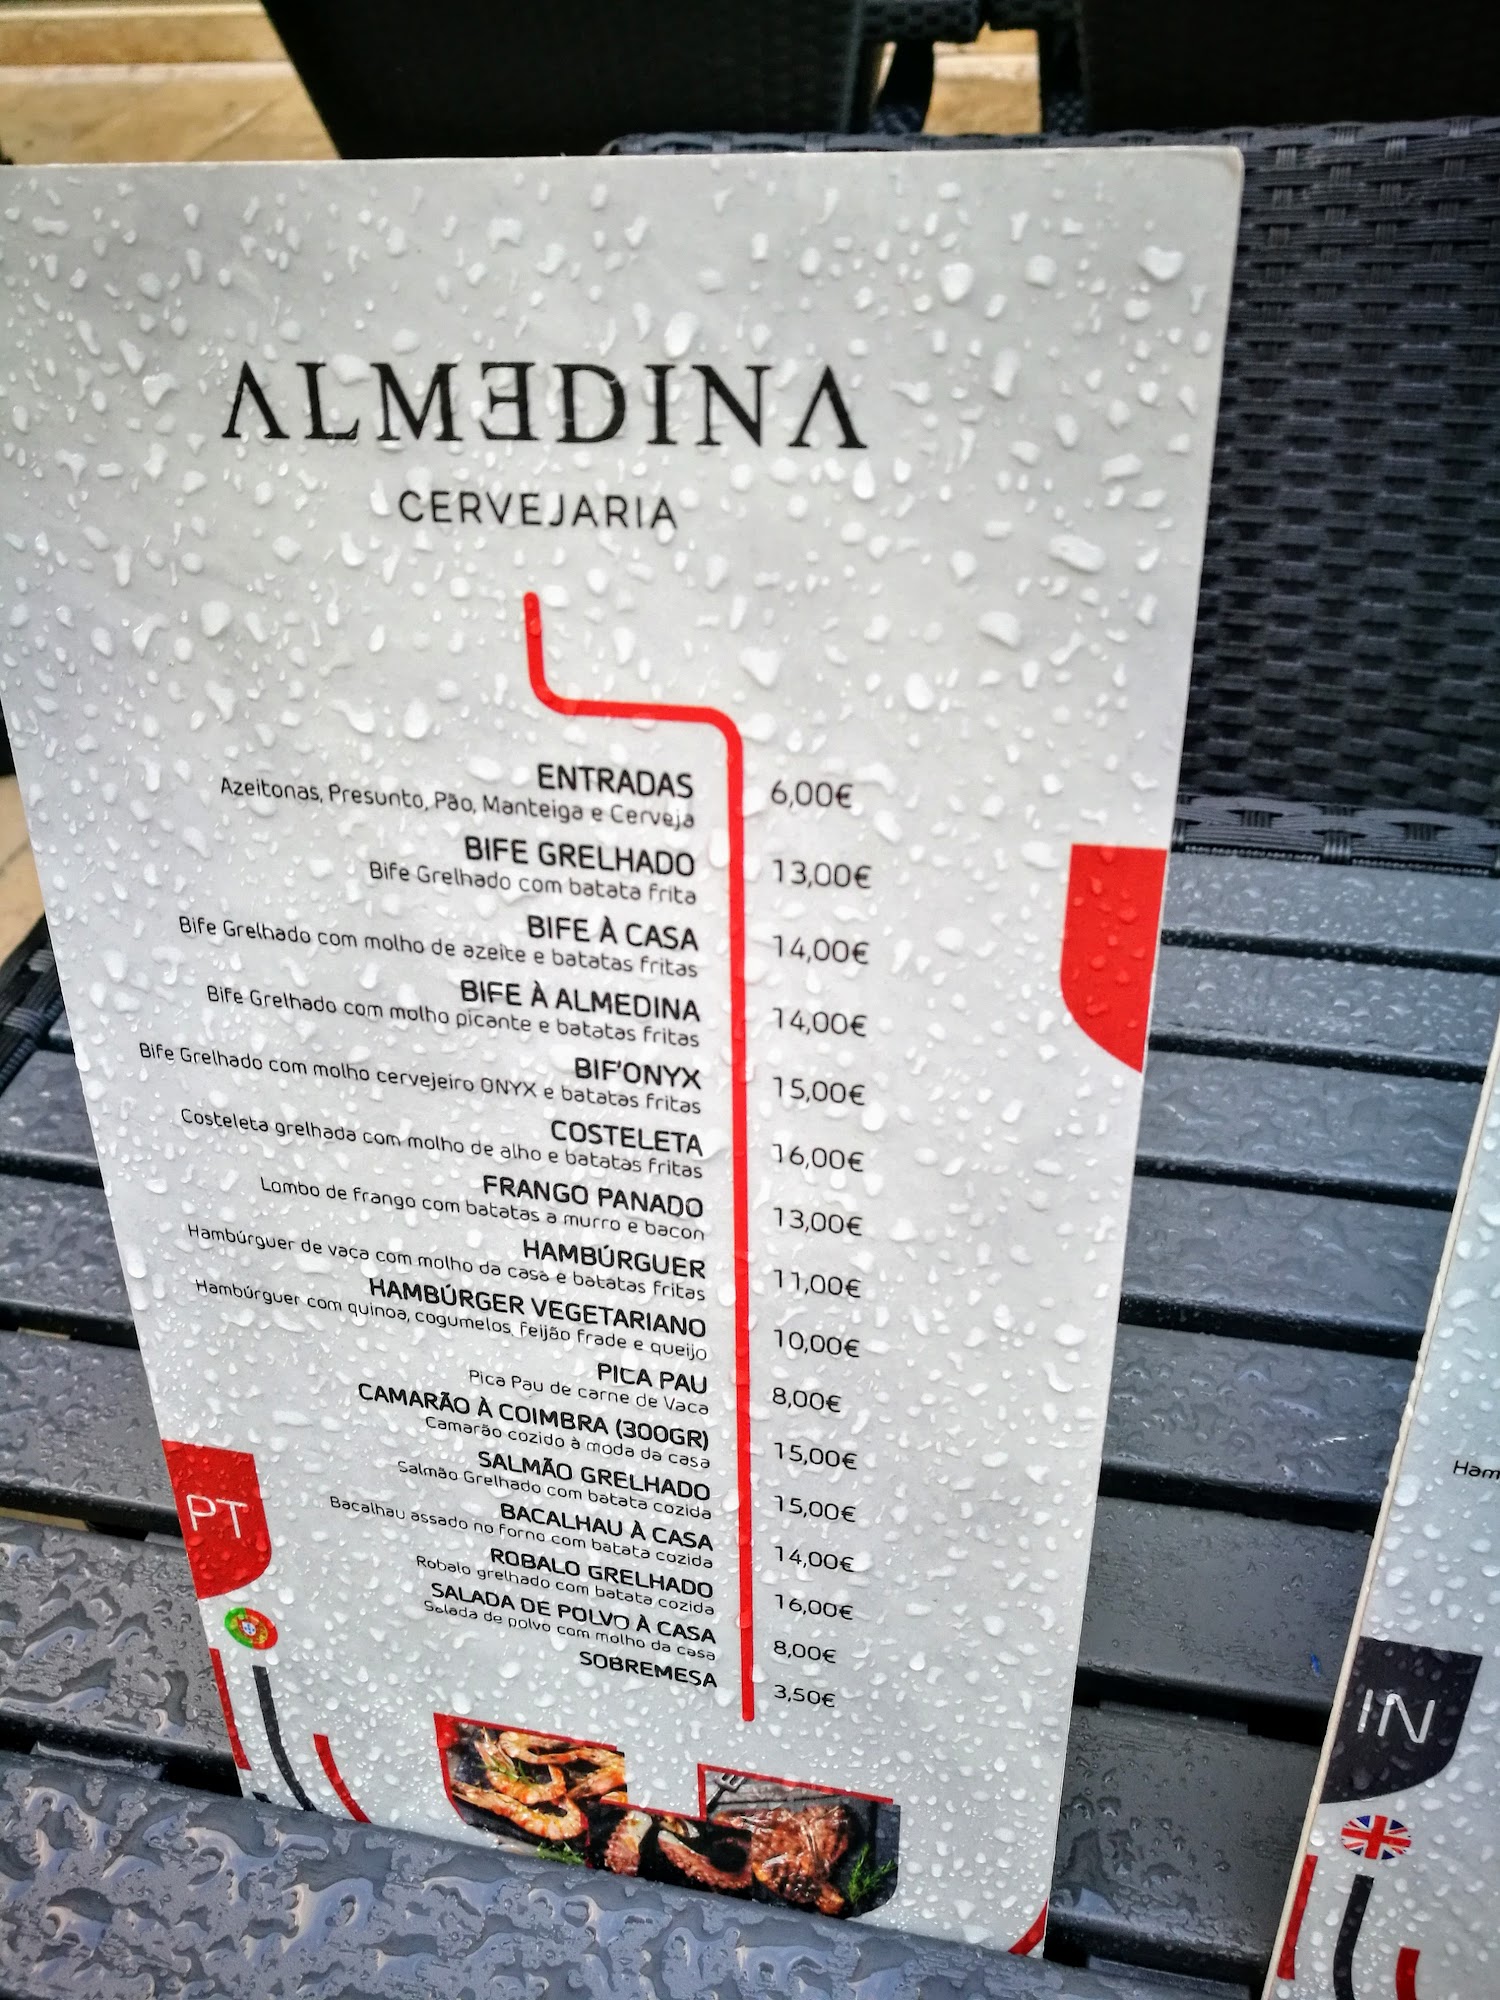 ALMEDINA
CERVEJARIA
ENTRADAS 6,00€
Azeitonas, Presunto, Pão, Manteiga e Cerveja
BIFE GRELHADO 13,00€
Bife Grelhado com batata frita
BIFE À CASA 14,00€
Bife Grelhado com molho de azeite e batatas fritas
BIFE À ALMEDINA 14,00€
Bife Grelhado com molho picante e batatas fritas
BIF'ONYX 15,00€
Bife Grelhado com molho cervejeiro ONYX e batatas fritas
COSTELETA 16,00€
Costeleta grelhada com molho de alho e batatas fritas
FRANGO PANADO 13,00€
Lombo de frango com batatas a murro e bacon
HAMBÚRGUER 11,00€
Hambúrguer de vaca com molho da casa e batatas fritas
HAMBÚRGER VEGETARIANO 10,00€
Hambúrguer com quinoa, cogumelos, feijão frade e queijo
PICA PAU 8,00€
Pica Pau de carne de Vaca
CAMARÃO À COIMBRA (300GR) 15,00€
Camarão cozido à moda da casa
SALMÃO GRELHADO 15,00€
Salmão Grelhado com batata cozida
BACALHAU À CASA 14,00€
Bacalhau assado no forno com batata cozida
ROBALO GRELHADO 16,00€
Robalo grelhado com batata cozida
SALADA DE POLVO À CASA 8,00€
Salada de polvo com molho da casa
SOBREMESA 3,50€
PT
Ham
IN